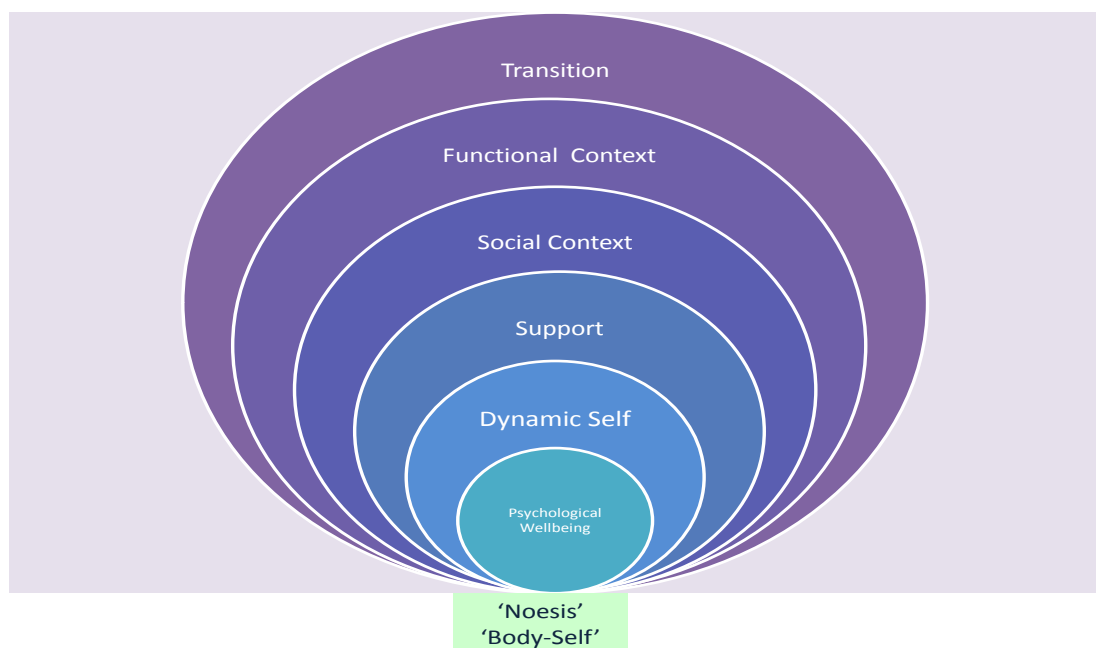 Transition
Functional  Context
Social Context
Support
Dynamic Self
Psychological
Wellbeing
‘Noesis’
‘Body-Self’